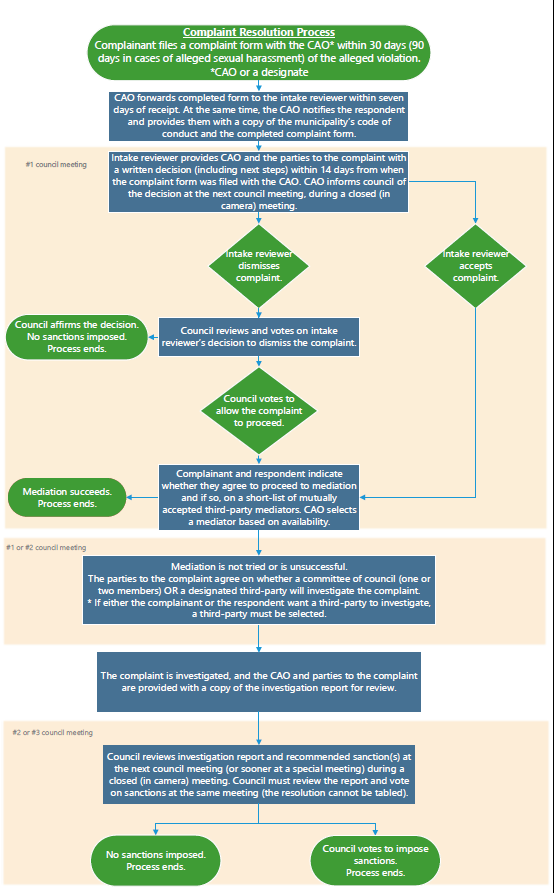 Complaint Resolution Process
Complainant files a complaint form with the CAO* within 30 days (90
days in cases of alleged sexual harassment) of the alleged violation.
*CAO or a designate
CAO forwards completed form to the intake reviewer within seven
days of receipt. At the same time, the CAO notifies the respondent
and provides them with a copy of the municipality's code of
conduct and the completed complaint form.
#1 council meeting
Intake reviewer provides CAO and the parties to the complaint with
a written decision (including next steps) within 14 days from when
the complaint form was filed with the CAO. CAO informs council of
the decision at the next council meeting, during a closed (in
camera) meeting.
Intake reviewer
dismisses
complaint.
Intake reviewer
accepts
complaint.
Council affirms the decision.
No sanctions imposed.
Process ends.
Council reviews and votes on intake
reviewer's decision to dismiss the complaint.
Council votes to
allow the complaint
to proceed.
Mediation succeeds.
Process ends.
Complainant and respondent indicate
whether they agree to proceed to mediation
and if so, on a short-list of mutually
accepted third-party mediators. CAO selects
a mediator based on availability.
#1 or #2 council meeting
Mediation is not tried or is unsuccessful.
The parties to the complaint agree on whether a committee of council (one or
two members) OR a designated third-party will investigate the complaint.
* If either the complainant or the respondent want a third-party to investigate,
a third-party must be selected.
The complaint is investigated, and the CAO and parties to the complaint
are provided with a copy of the investigation report for review.
#2 or #3 council meeting
Council reviews investigation report and recommended sanction(s) at
the next council meeting (or sooner at a special meeting) during a
closed (in camera) meeting. Council must review the report and vote
on sanctions at the same meeting (the resolution cannot be tabled).
No sanctions imposed.
Process ends.
Council votes to impose
sanctions.
Process ends.